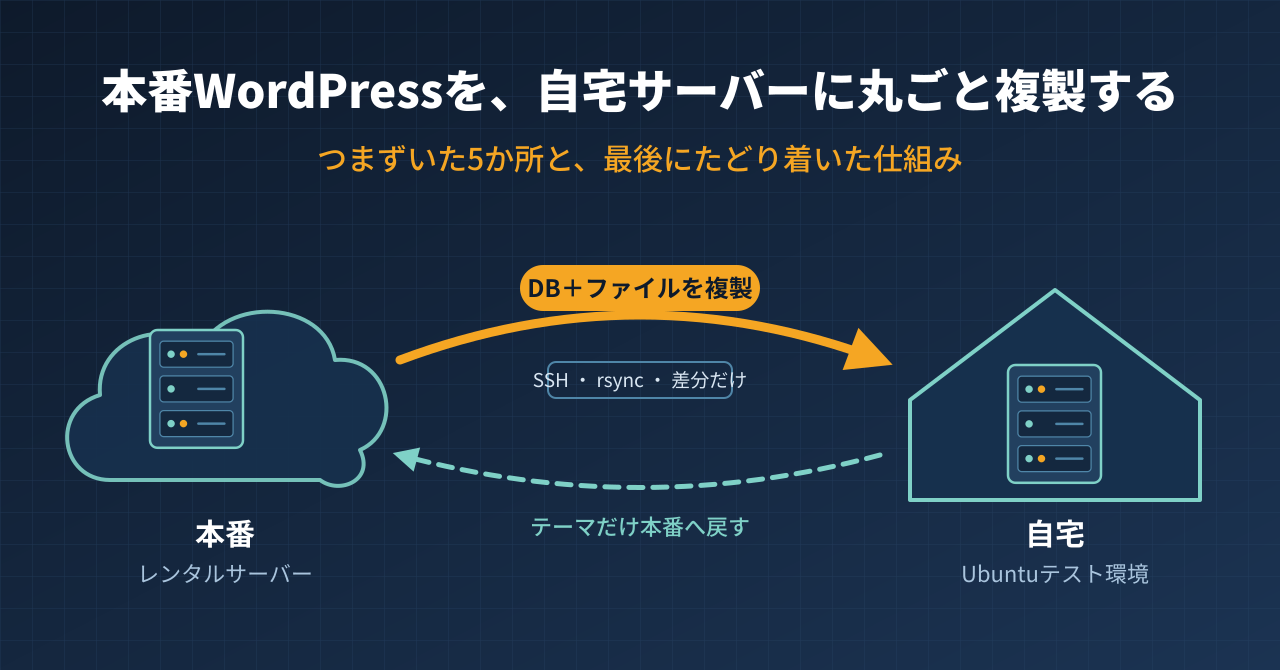 本番WordPressを、自宅サーバーに丸ごと複製する
つまずいた5か所と、最後にたどり着いた仕組み
DB＋ファイルを複製
SSH ・ rsync ・ 差分だけ
テーマだけ本番へ戻す
本番
レンタルサーバー
自宅
Ubuntuテスト環境